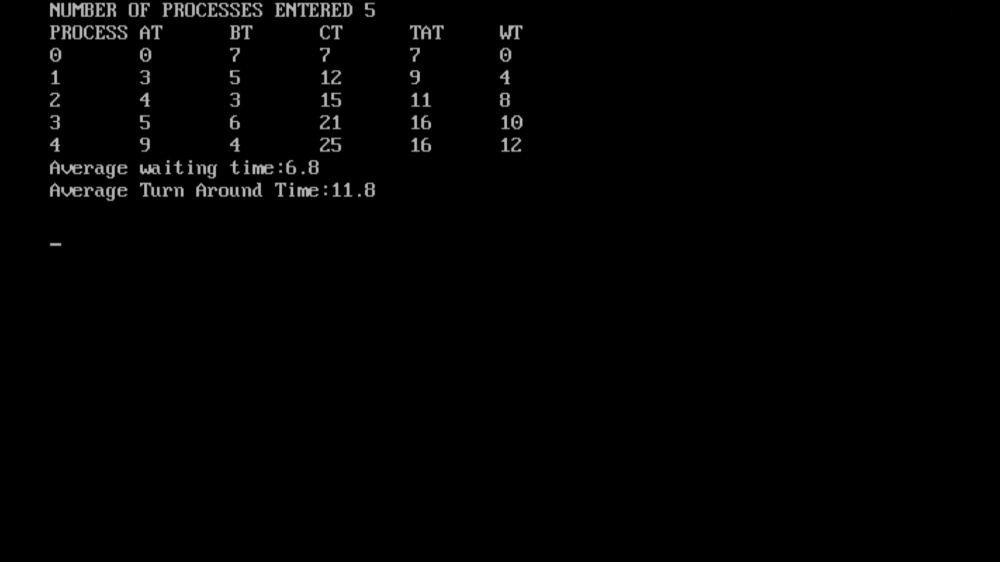 NUMBER OF PROCESSES ENTERED 5
PROCESS AT BT CT TAT WT
0 0 7 7 7 0
1 3 5 12 9 4
2 4 3 15 11 8
3 5 6 21 16 10
4 9 4 25 16 12
Average waiting time:6.8
Average Turn Around Time:11.8